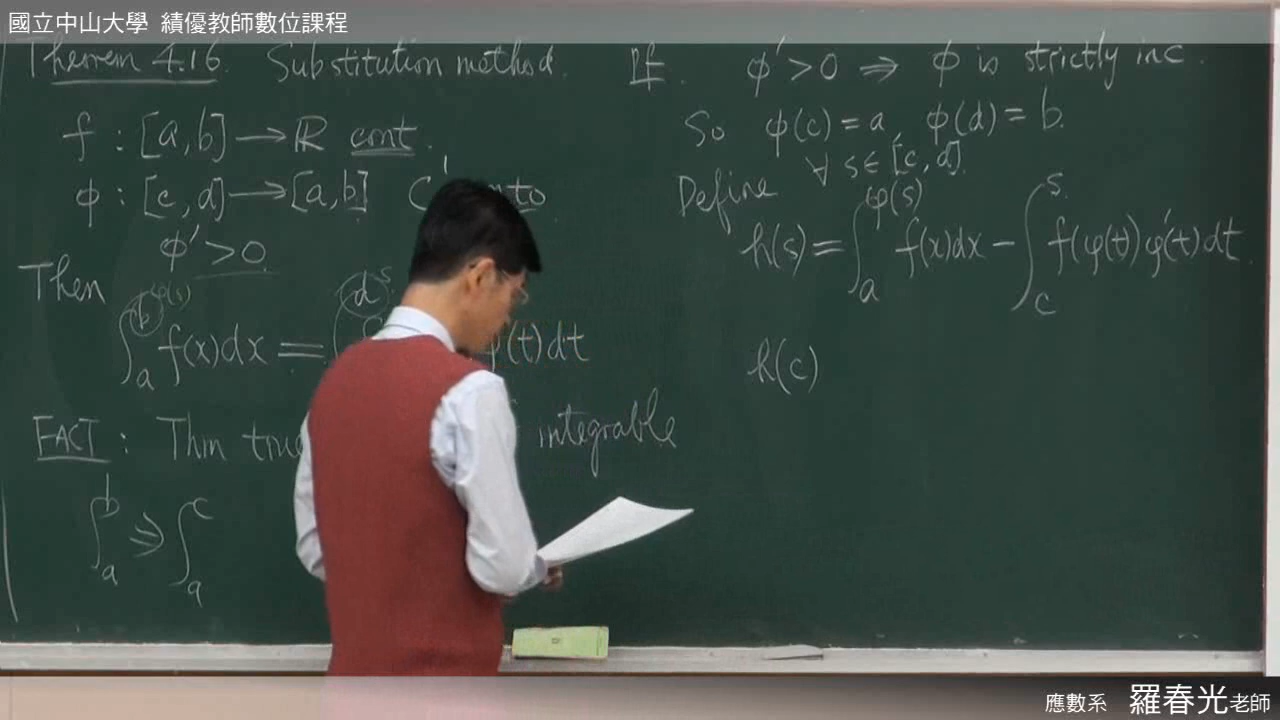 國立中山大學 績優教師數位課程
Theorem 4.16. Substitution method.
f : [a,b] → ℝ cont.
φ : [c,d] → [a,b] C¹ onto
φ' > 0
Then
∫_a^b φ(s) f(x)dx = ∫ d s φ'(t)dt
FACT : Thm true integrable
∫_a^b ⇒ ∫_a^c
Pf. φ' > 0 ⇒ φ is strictly inc.
So φ(c) = a, φ(d) = b.
∀ s ∈ [c,d].
Define
h(s) = ∫_a^φ(s) f(x)dx − ∫_c^s f(φ(t))φ'(t)dt.
h(c)
應數系 羅春光老師